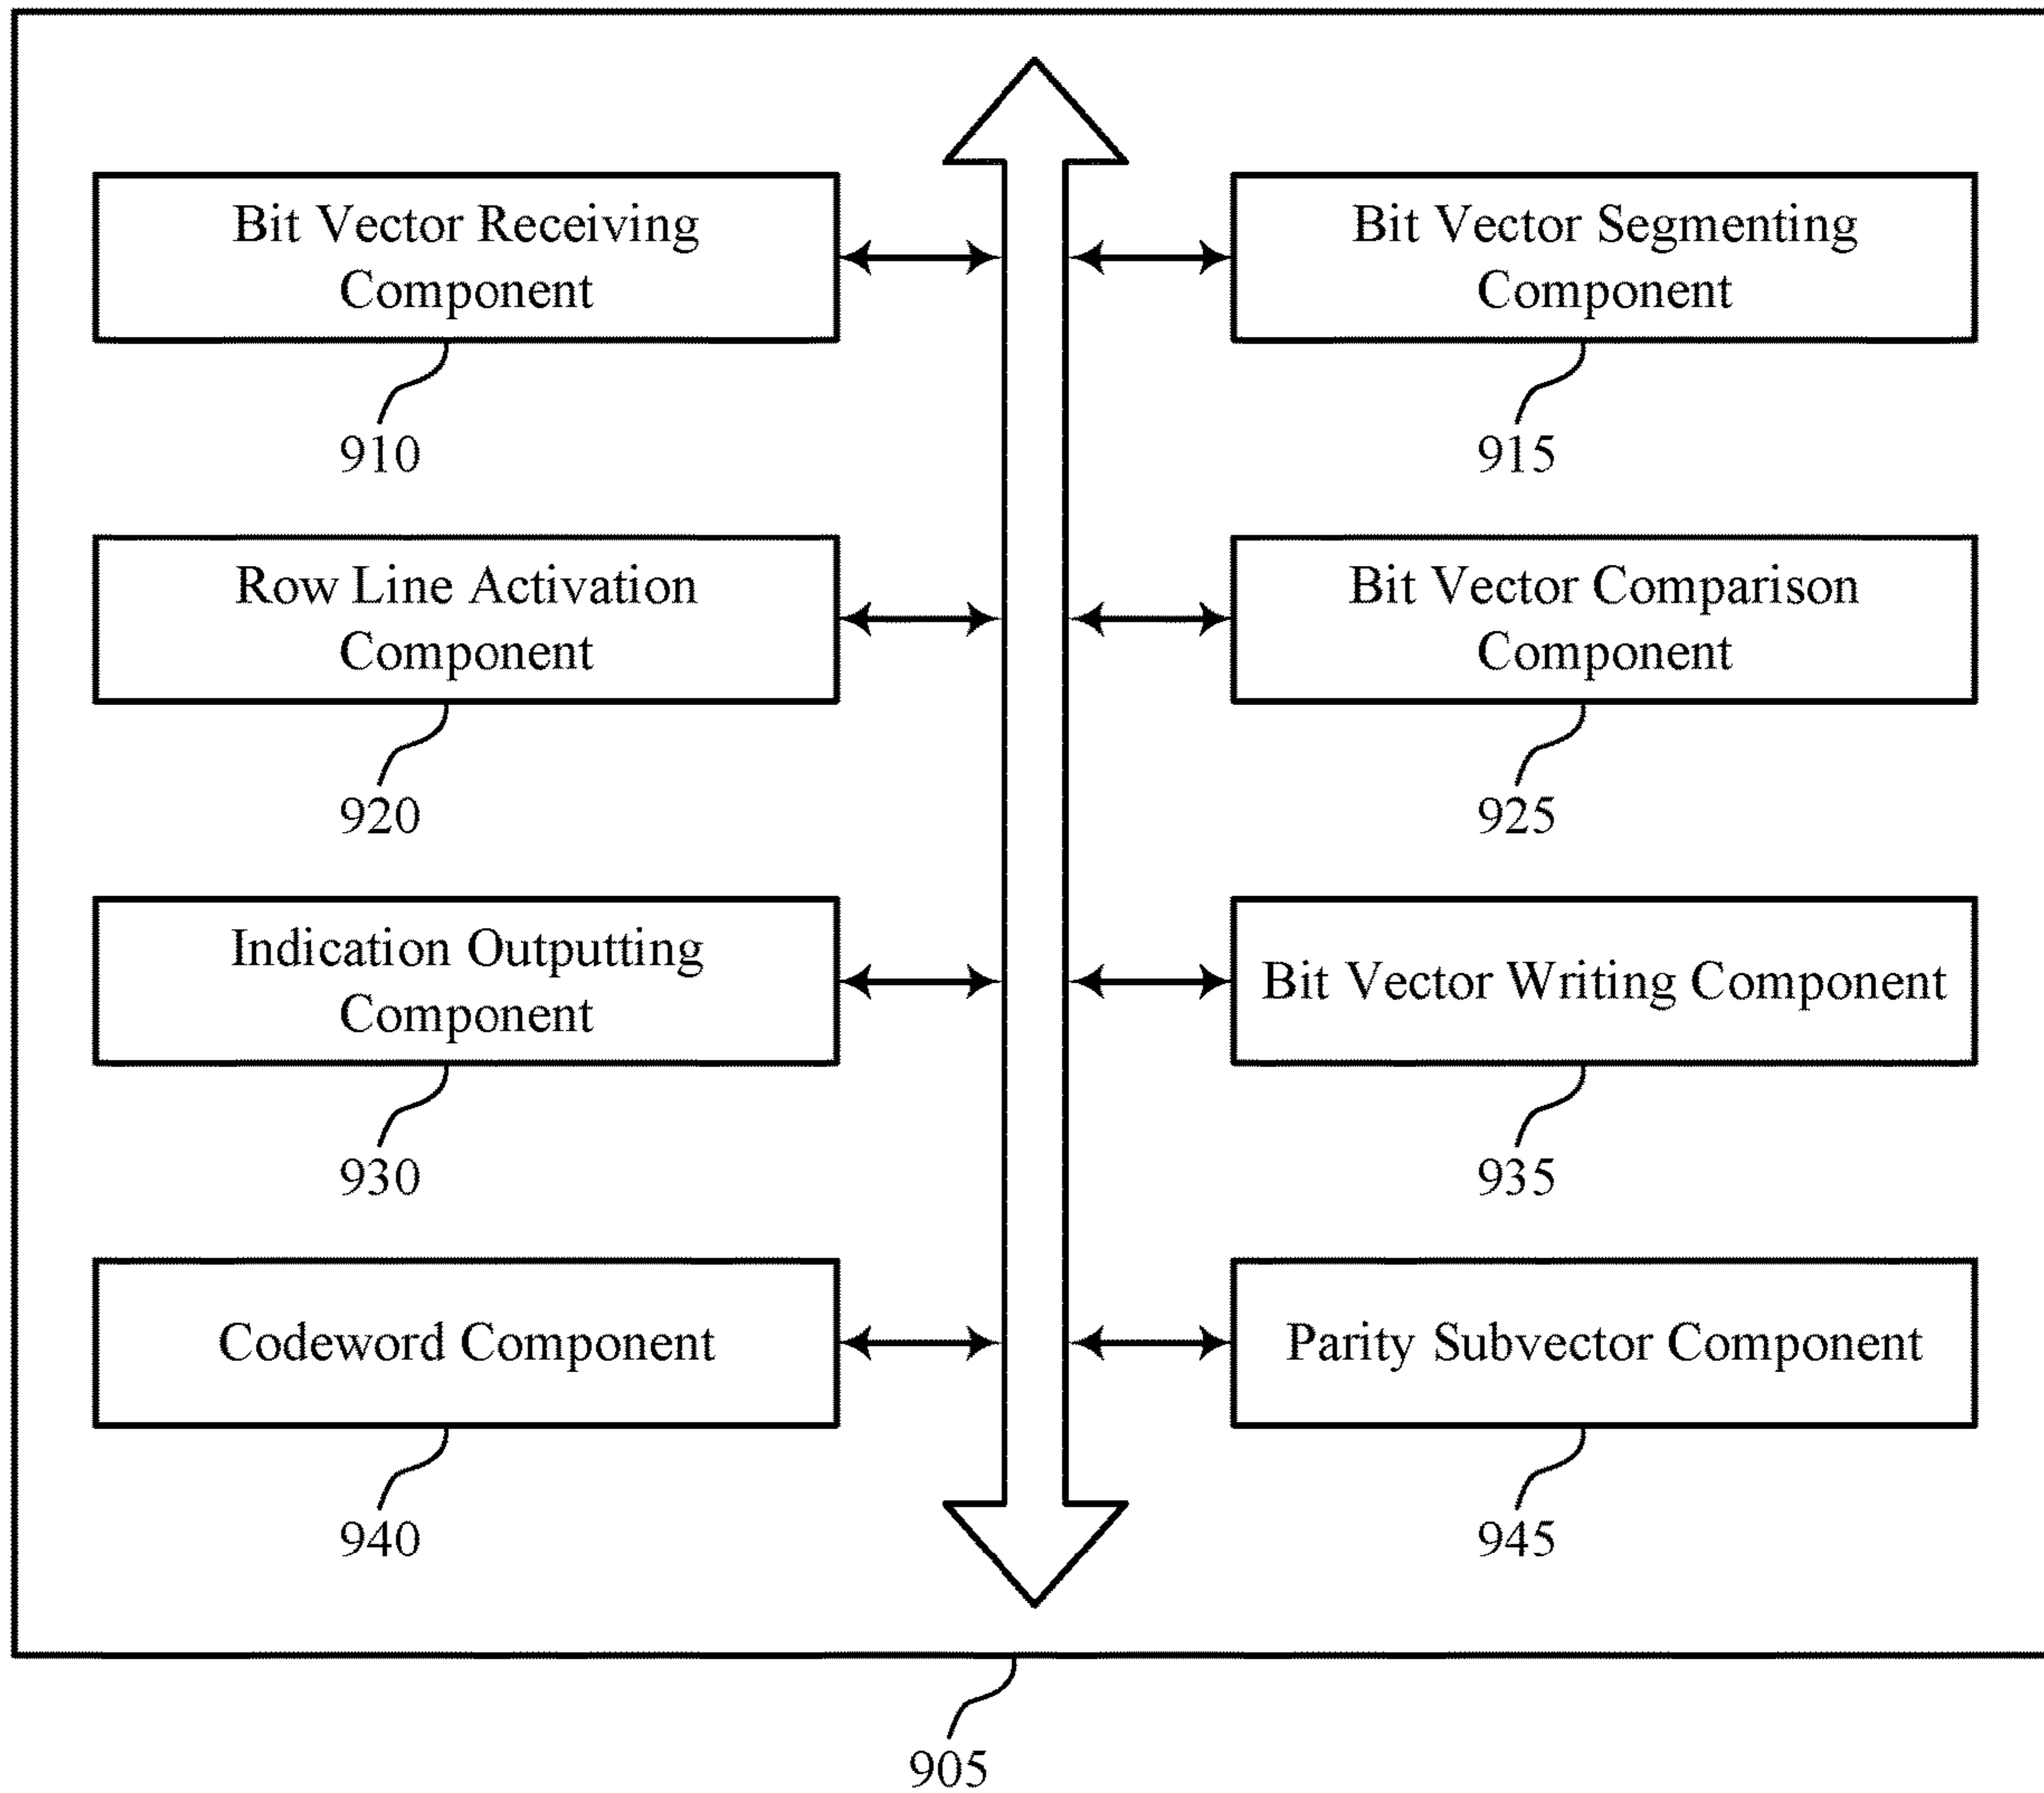 Bit Vector Receiving
Component
910
Bit Vector Segmenting
Component
915
Row Line Activation
Component
920
Bit Vector Comparison
Component
925
Indication Outputting
Component
930
Bit Vector Writing Component
935
Codeword Component
940
Parity Subvector Component
945
905